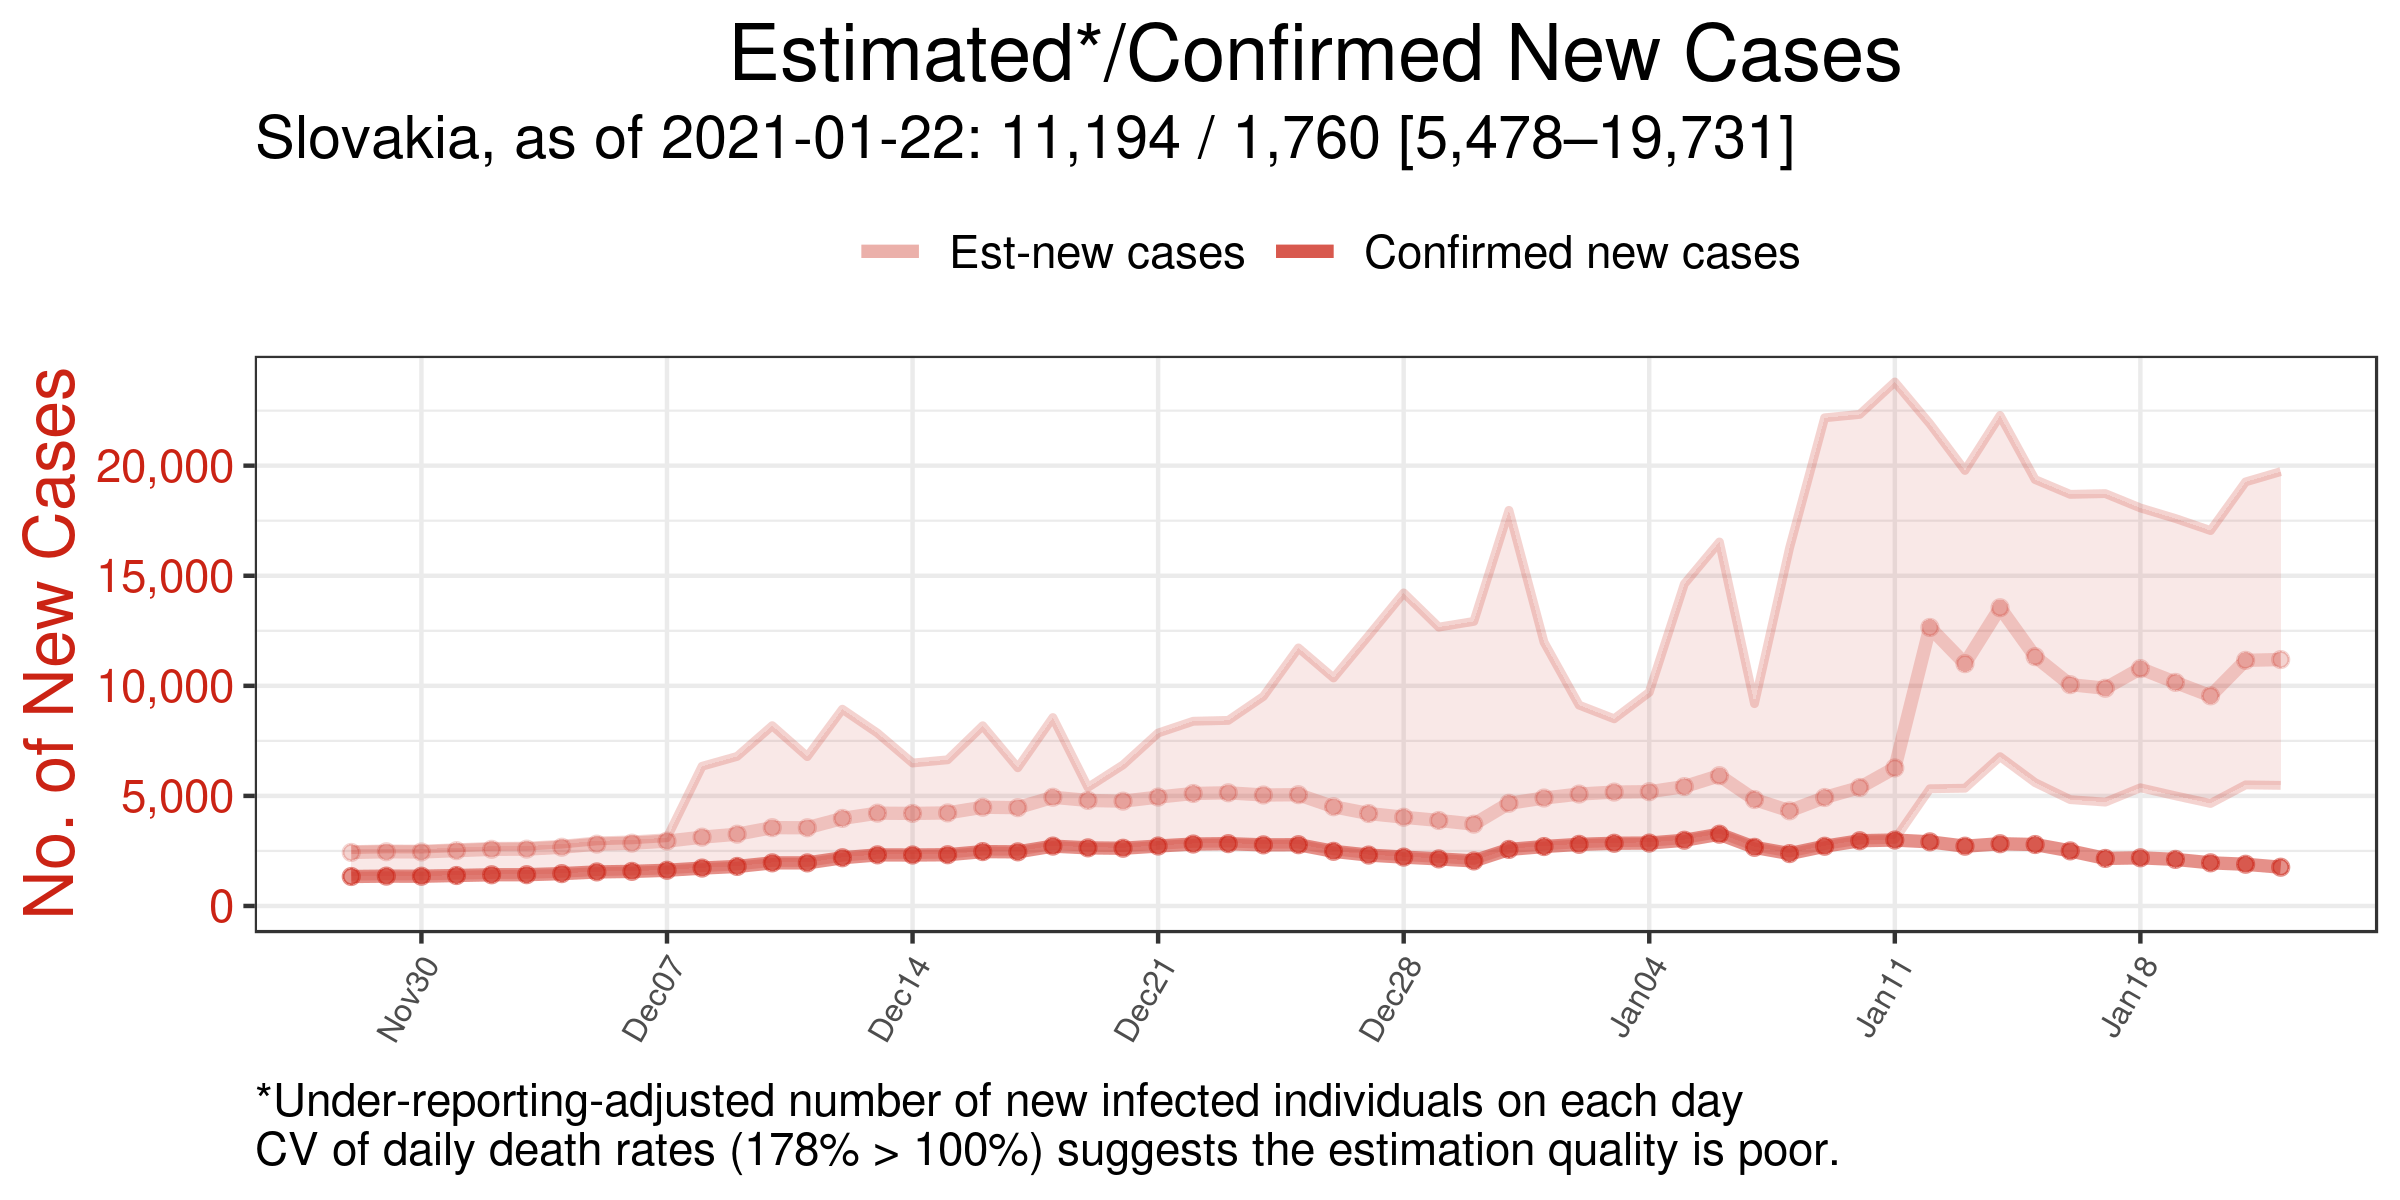 Estimated*/Confirmed New Cases
Slovakia, as of 2021-01-22: 11,194 / 1,760 [5,478–19,731]
Est-new cases
Confirmed new cases
No. of New Cases
20,000
15,000
10,000
5,000
0
Nov30
Dec07
Dec14
Dec21
Dec28
Jan04
Jan11
Jan18
*Under-reporting-adjusted number of new infected individuals on each day
CV of daily death rates (178% > 100%) suggests the estimation quality is poor.